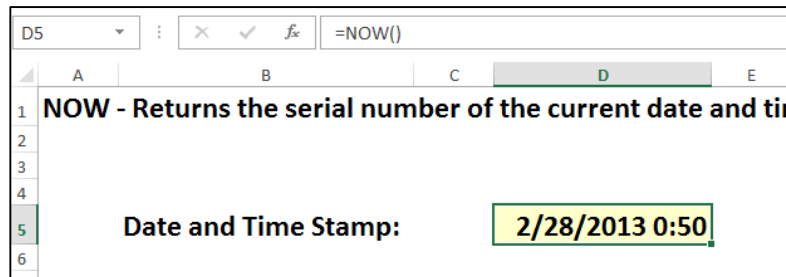 D5 fx =NOW()
A B C D E
1 NOW - Returns the serial number of the current date and
2
3
4
5 Date and Time Stamp: 2/28/2013 0:50
6